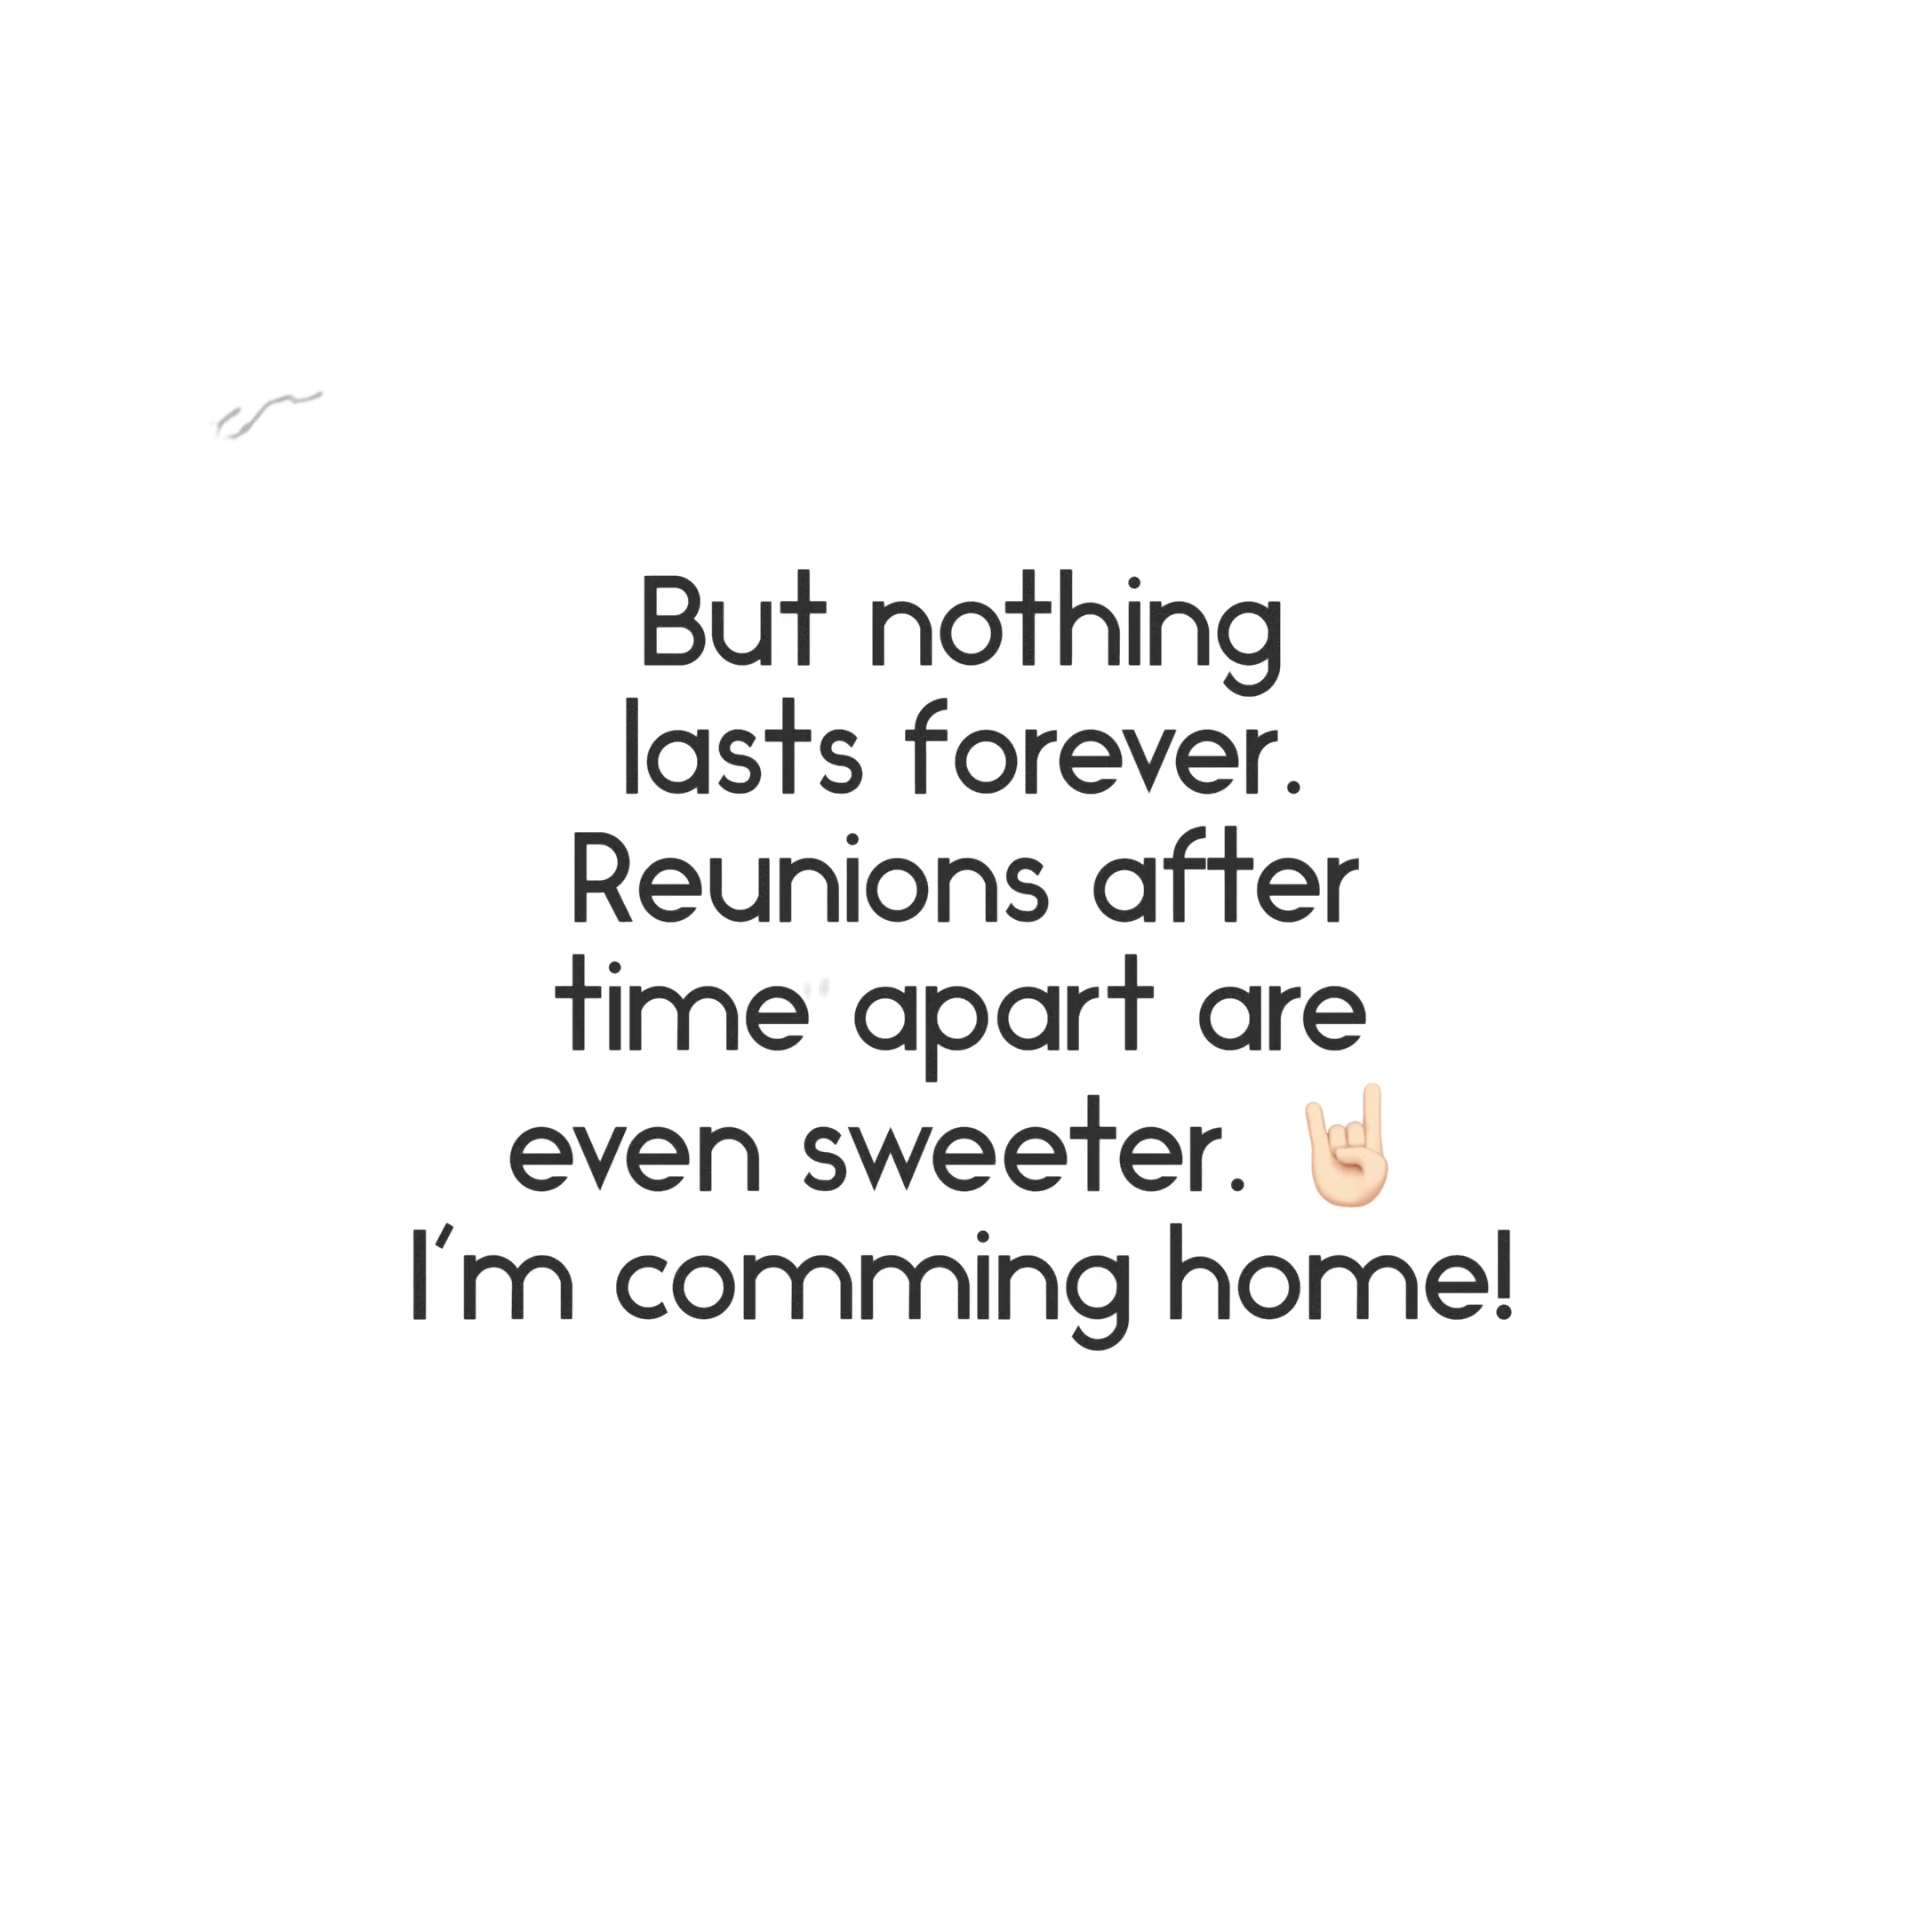 But nothing
lasts forever.
Reunions after
time apart are
even sweeter. 🤘🏻
I'm comming home!